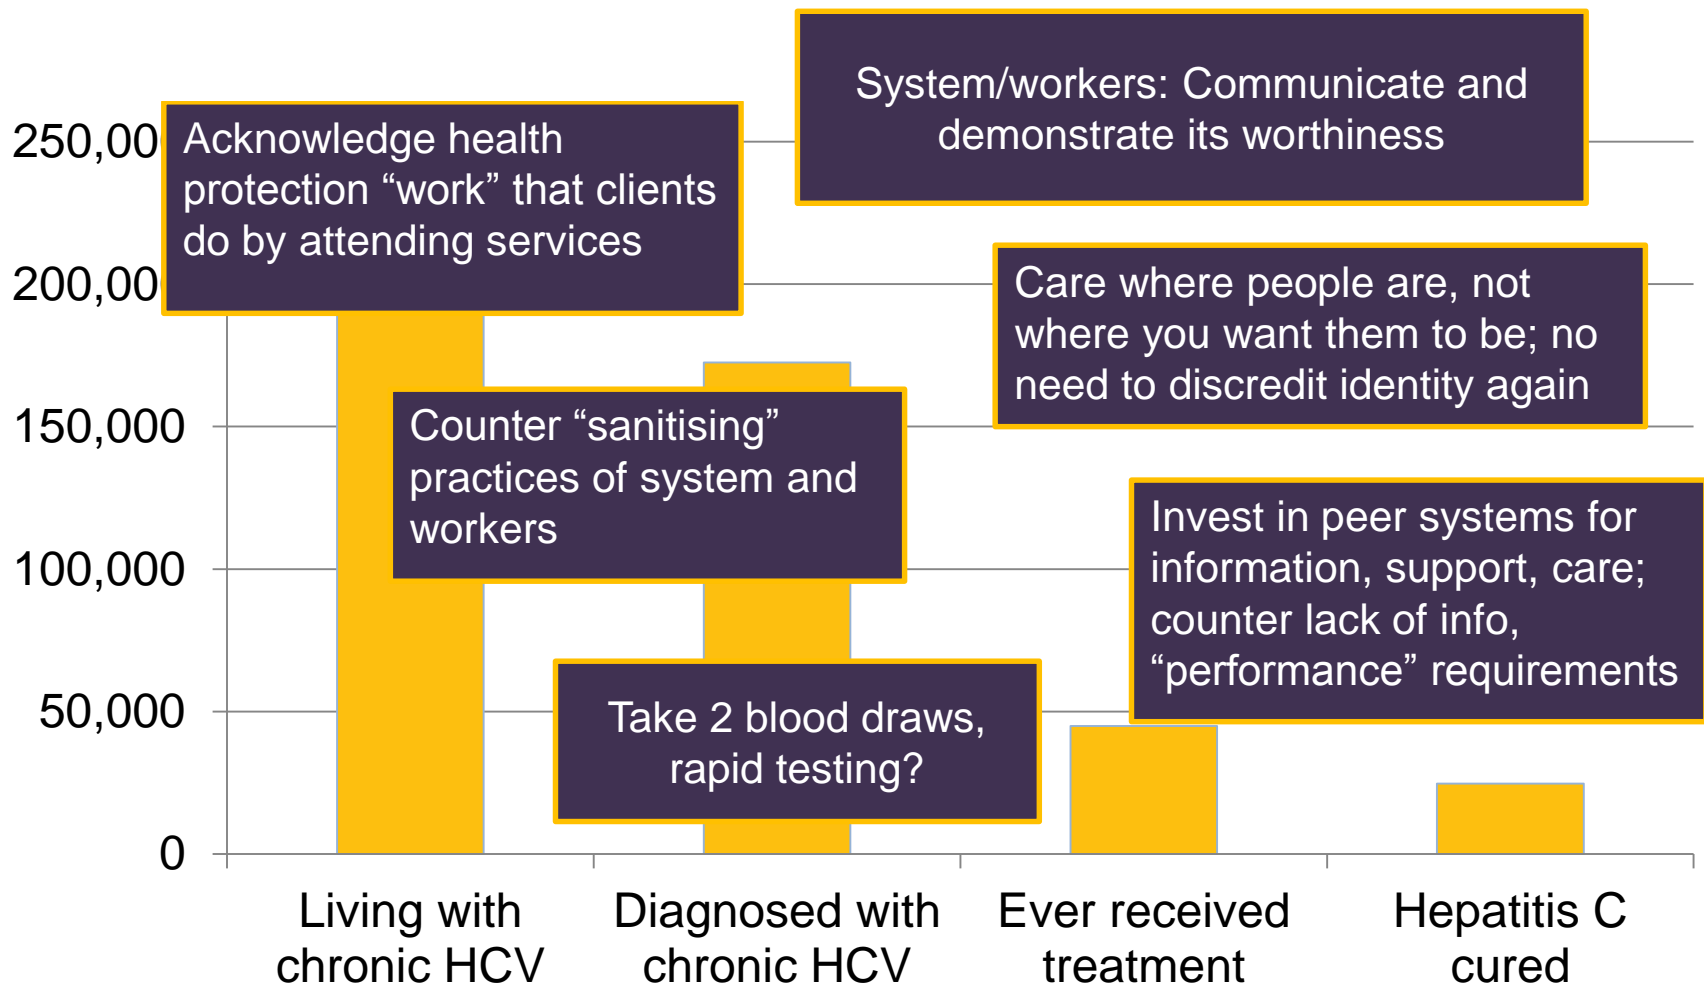 System/workers: Communicate and
demonstrate its worthiness
250,00
Acknowledge health
protection “work” that clients
do by attending services
200,00
Care where people are, not
where you want them to be; no
need to discredit identity again
150,000
Counter “sanitising”
practices of system and
workers
100,000
Invest in peer systems for
information, support, care;
counter lack of info,
“performance” requirements
50,000
Take 2 blood draws,
rapid testing?
0
Living with
chronic HCV
Diagnosed with
chronic HCV
Ever received
treatment
Hepatitis C
cured